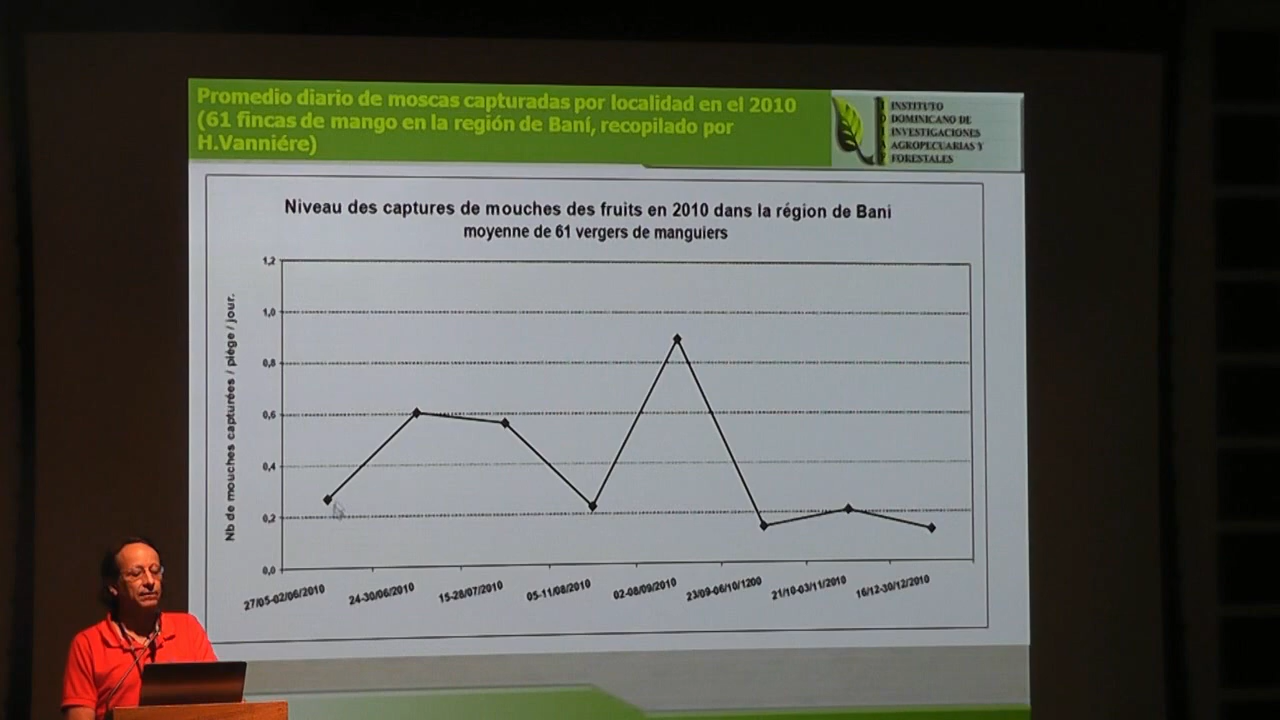 Promedio diario de moscas capturadas por localidad en el 2010
(61 fincas de mango en la región de Baní, recopilado por
H.Vanniére)
INSTITUTO
DOMINICANO DE
INVESTIGACIONES
AGROPECUARIAS Y
FORESTALES
IDIAF
Niveau des captures de mouches des fruits en 2010 dans la région de Bani
moyenne de 61 vergers de manguiers
Nb de mouches capturées / piège / jour.
1,2
1,0
0,8
0,6
0,4
0,2
0,0
27/05-02/06/2010
24-30/06/2010
15-28/07/2010
05-11/08/2010
02-08/09/2010
23/09-06/10/1200
21/10-03/11/2010
16/12-30/12/2010